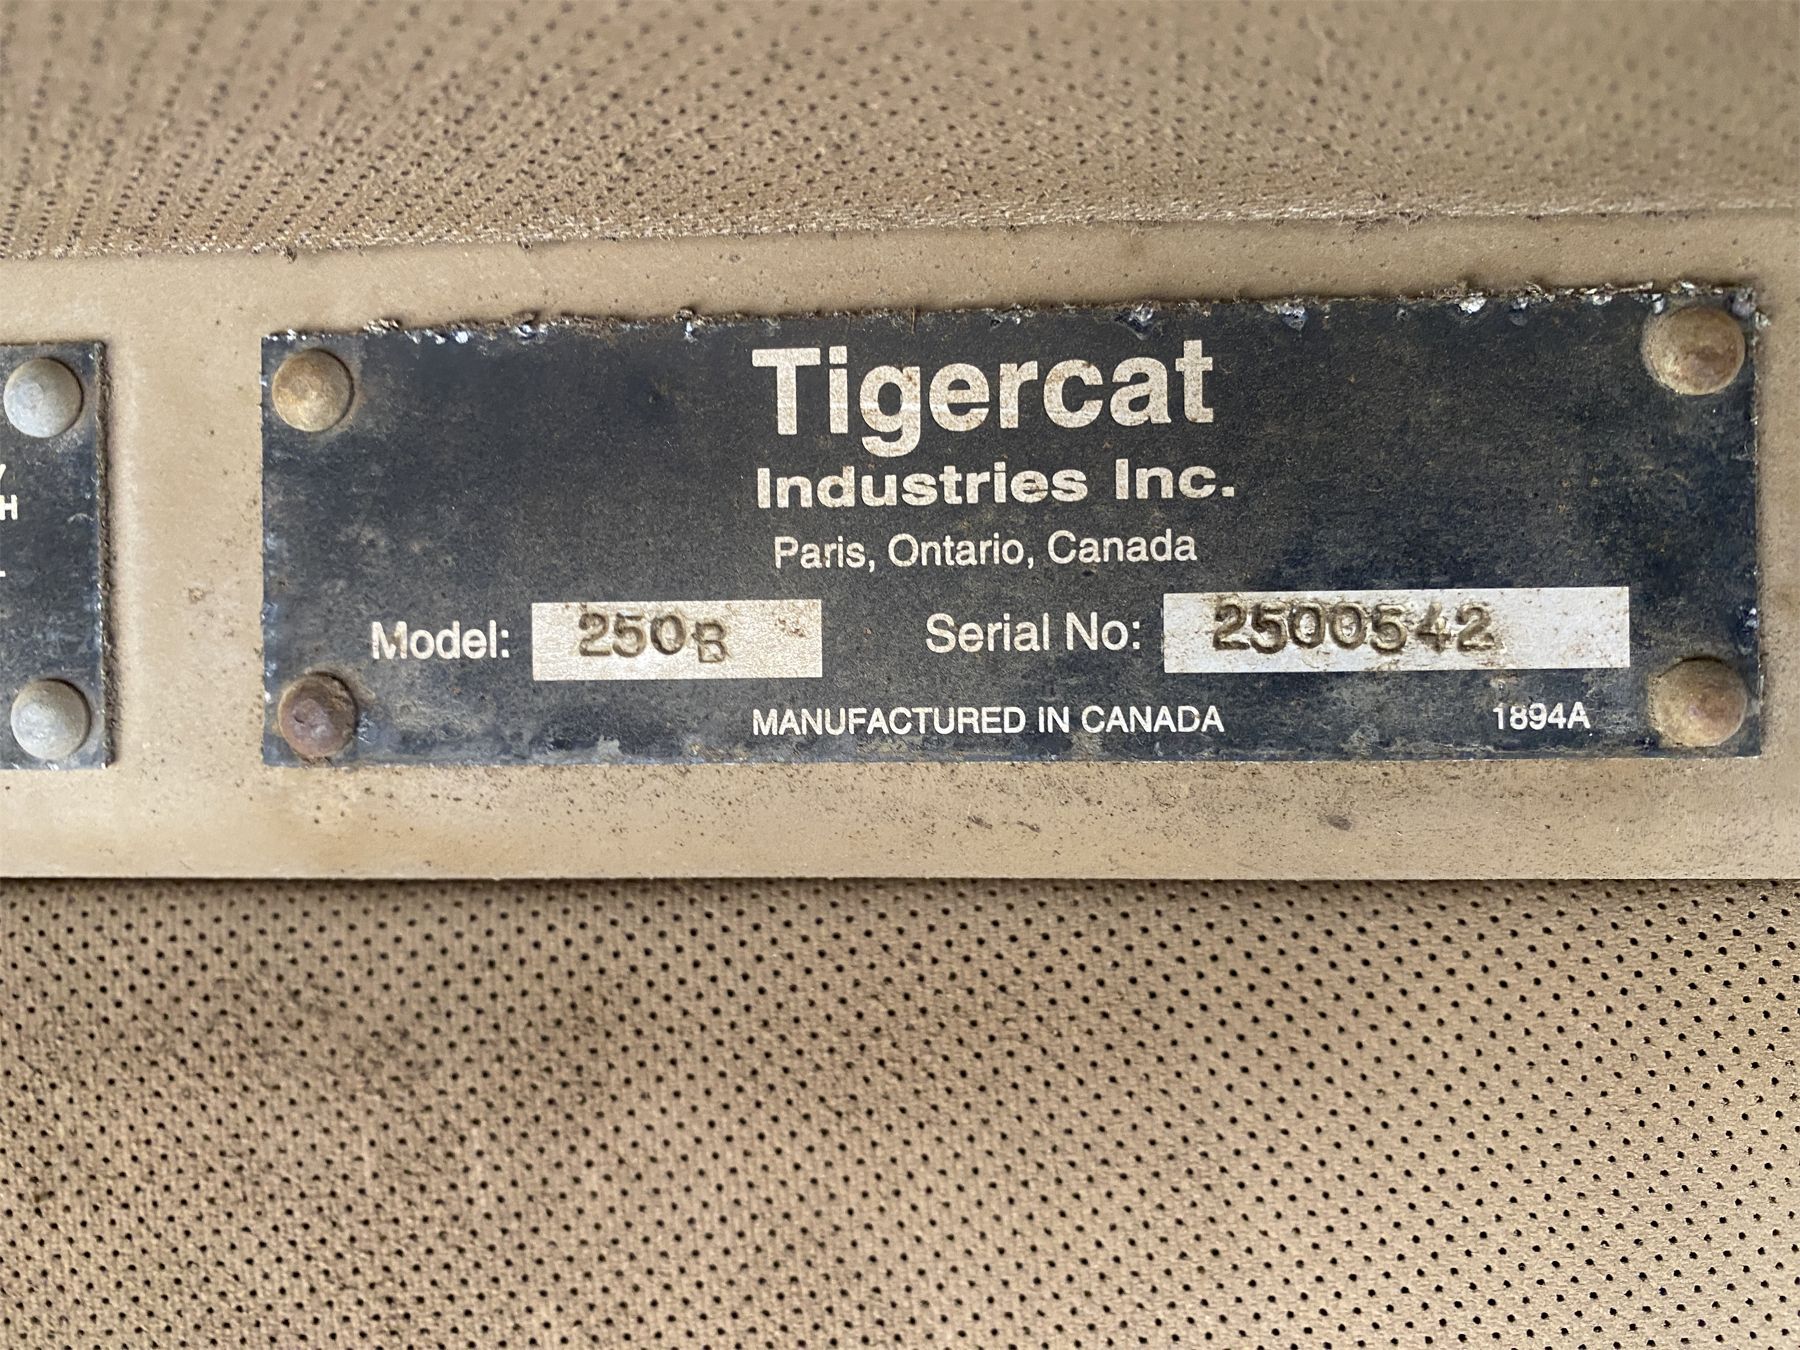 Tigercat
Industries Inc.
Paris, Ontario, Canada
Model: 250B Serial No: 2500542
MANUFACTURED IN CANADA 1894A